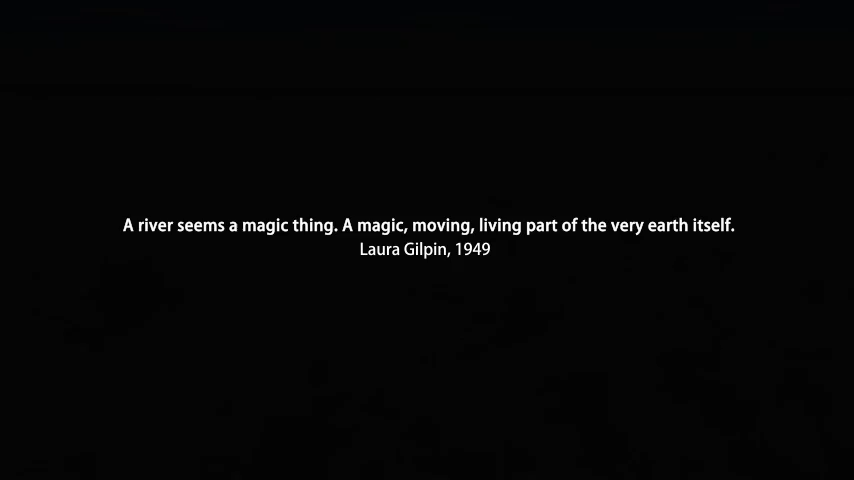 A river seems a magic thing. A magic, moving, living part of the very earth itself.
Laura Gilpin, 1949